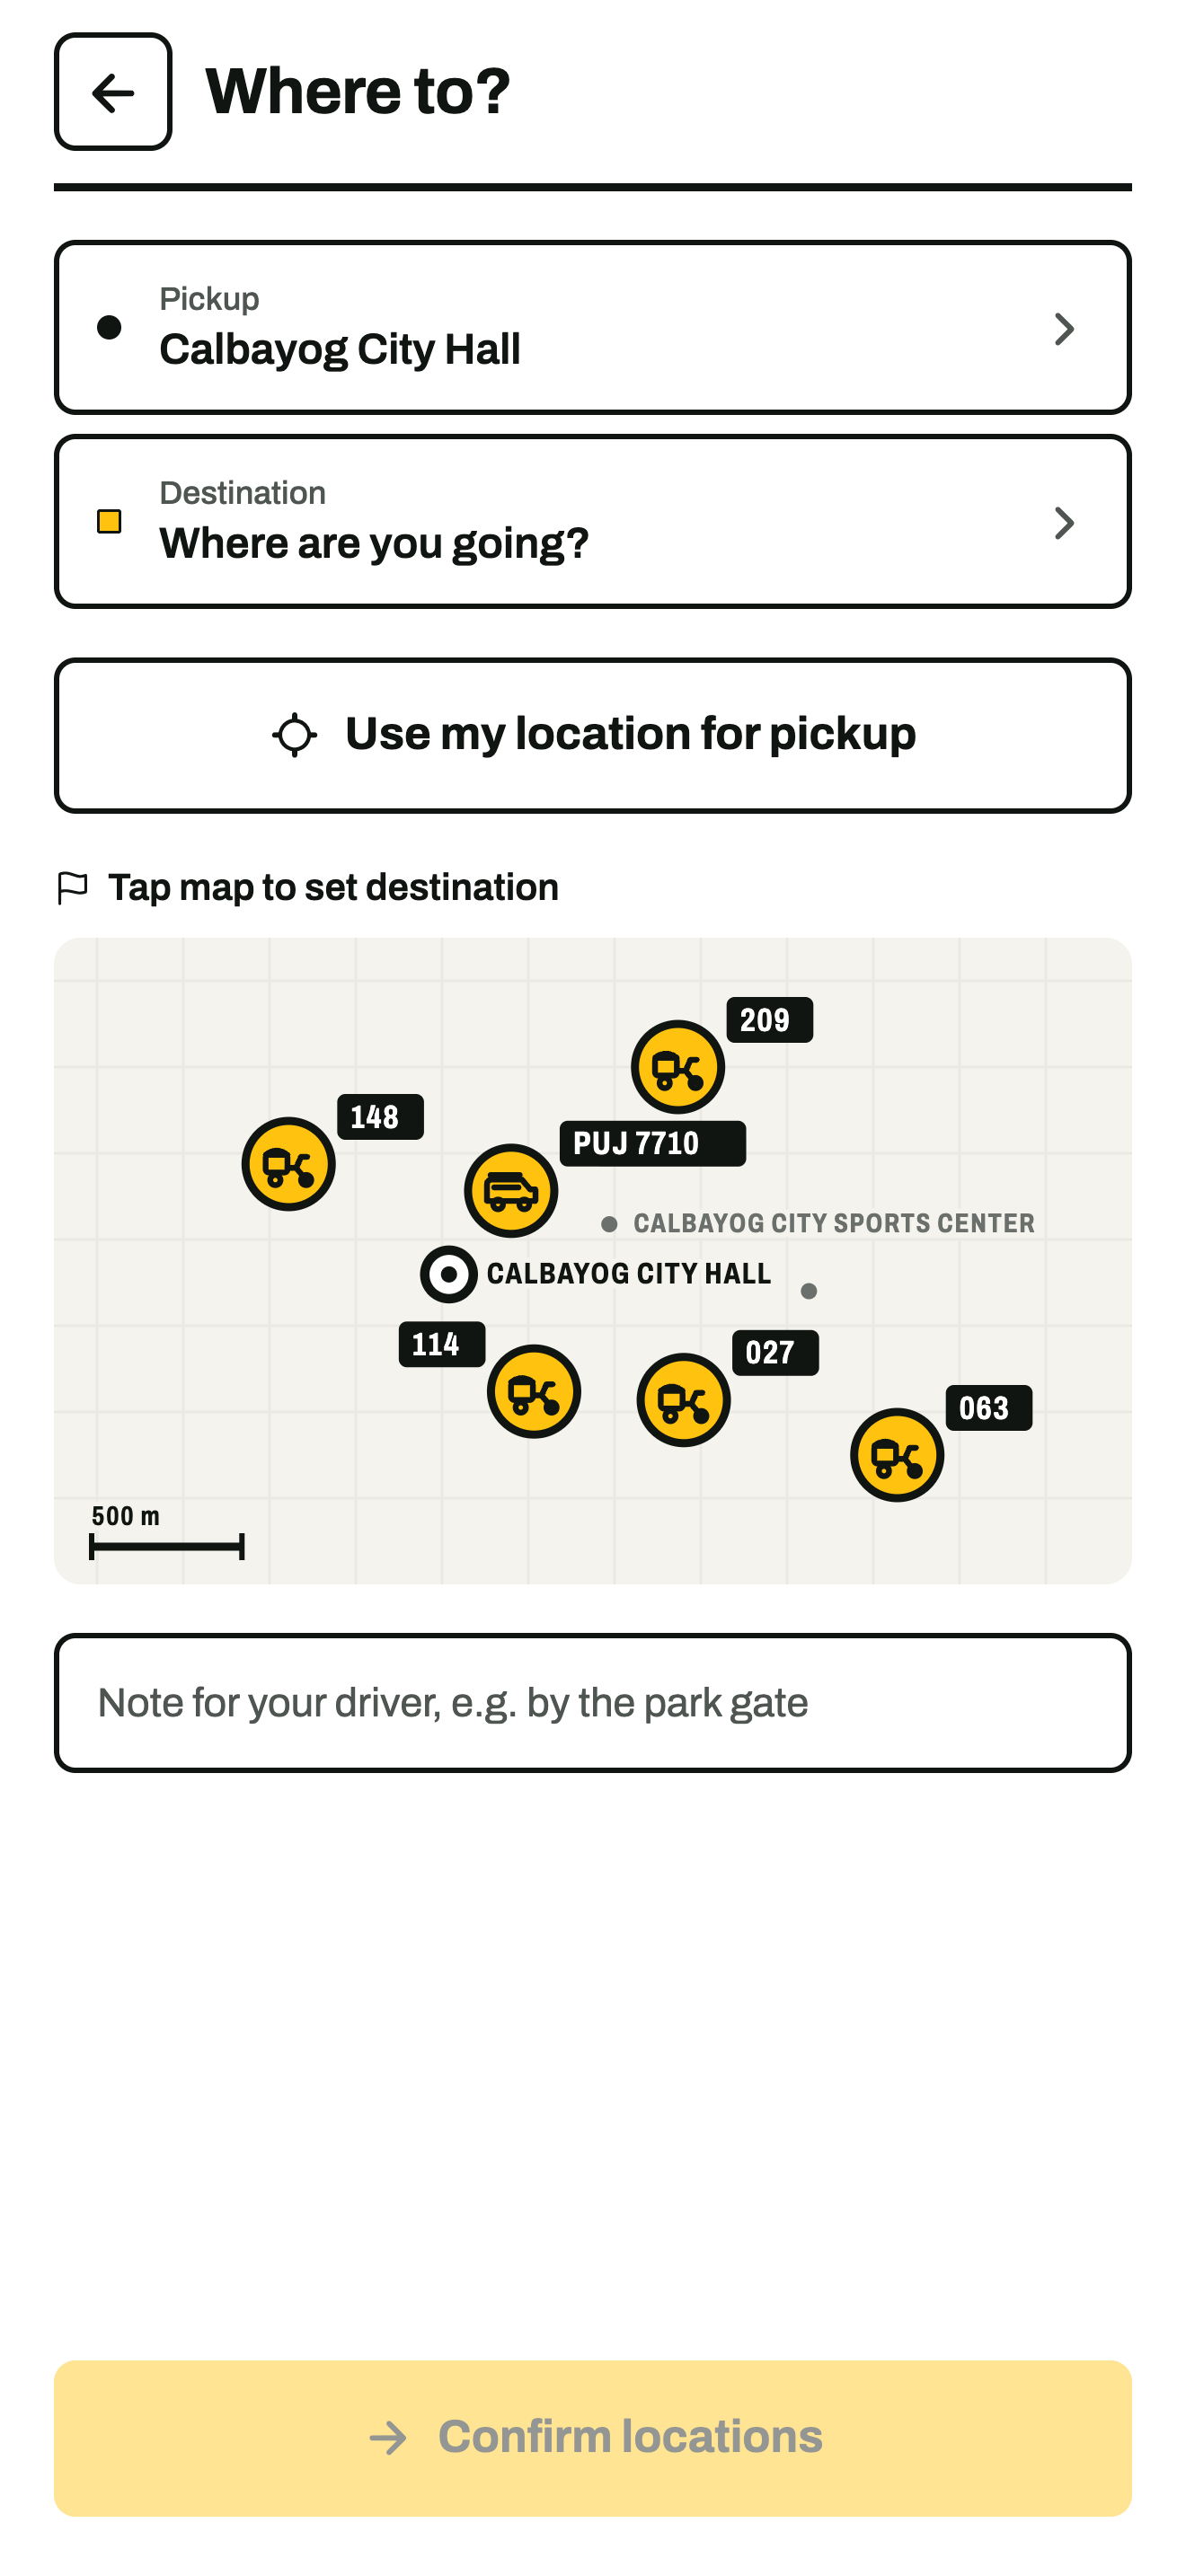 Where to?
Pickup
Calbayog City Hall
Destination
Where are you going?
Use my location for pickup
Tap map to set destination
209
148
PUJ 7710
CALBAYOG CITY SPORTS CENTER
CALBAYOG CITY HALL
114
027
063
500 m
Note for your driver, e.g. by the park gate
Confirm locations